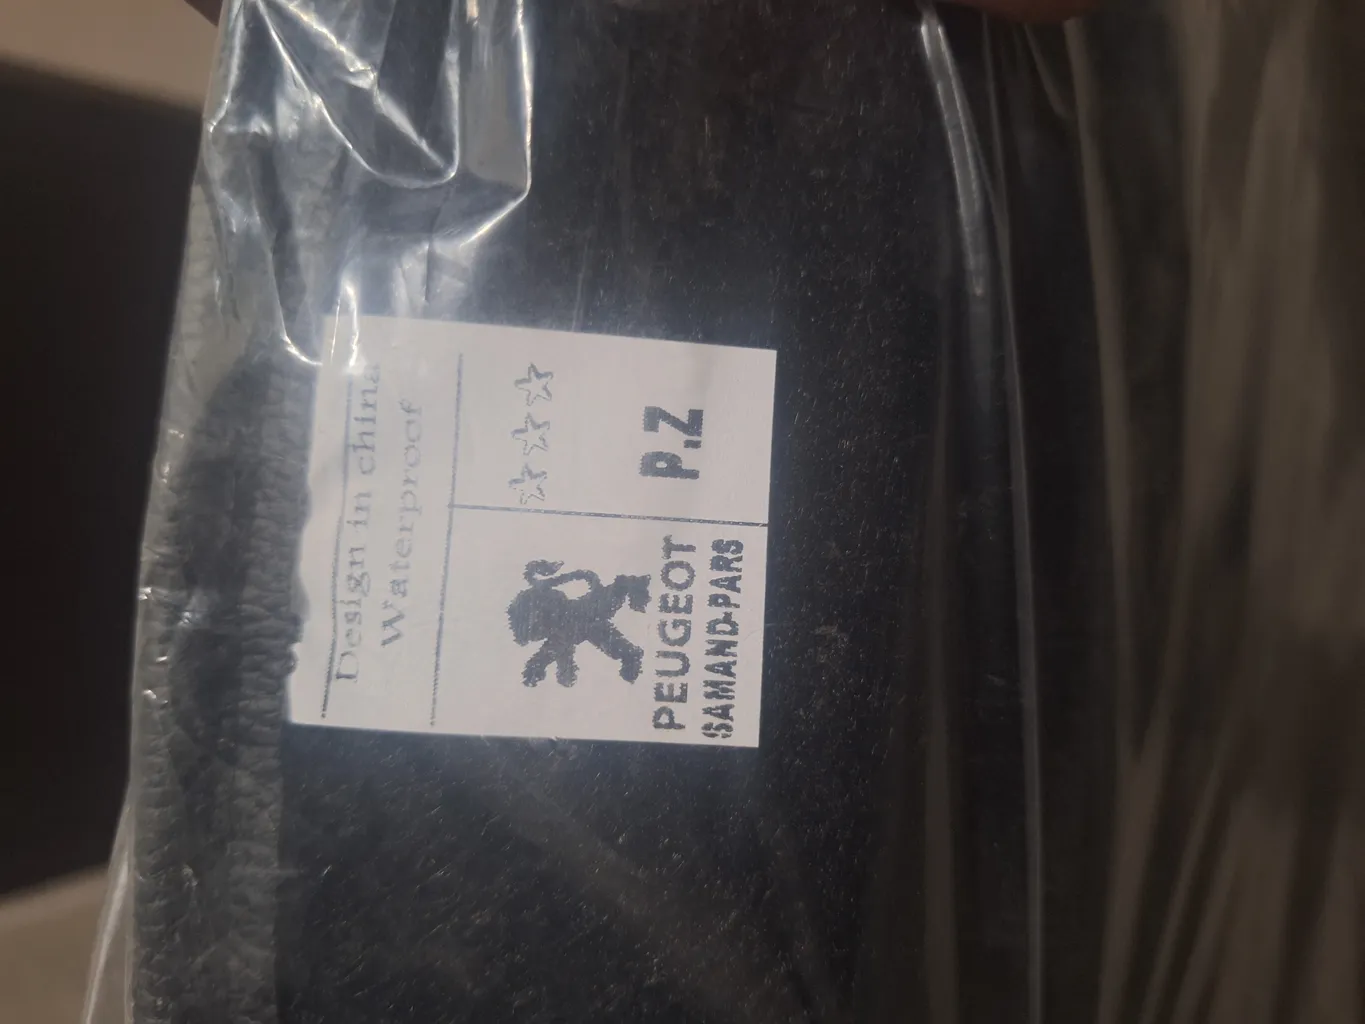 Design in china
Waterproof
☆☆☆
P.Z
PEUGEOT
SAMAND-PARS